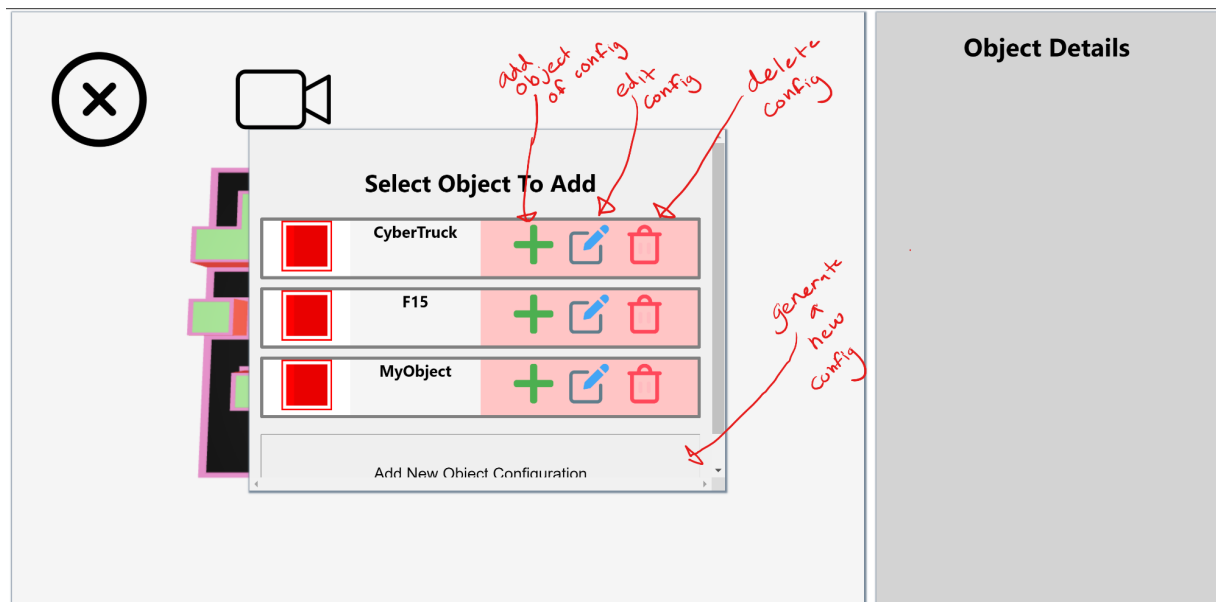 Object Details
add
object
of config
edit
config
delete
config
Select Object To Add
CyberTruck
F15
MyObject
generate
a
new
config
Add New Object Configuration